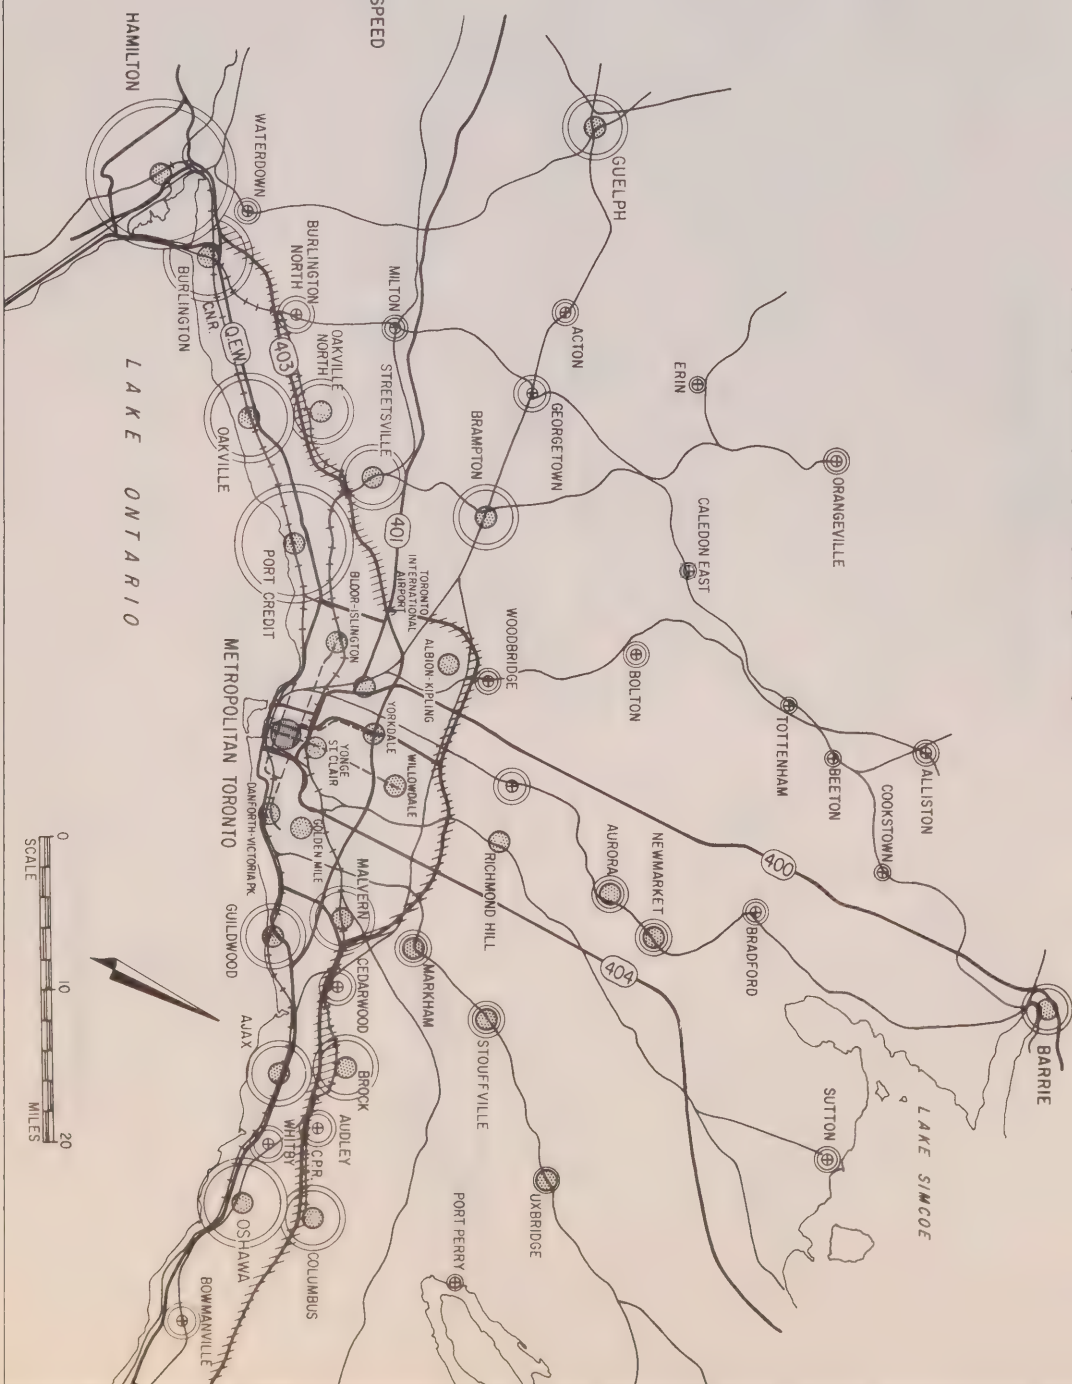 SPEED
HAMILTON
WATERDOWN
GUELPH
BURLINGTON
NORTH
MILTON
ACTON
ERIN
BURLINGTON
CNR.
QEW
403
OAKVILLE
NORTH
STREETSVILLE
BRAMPTON
GEORGETOWN
ORANGEVILLE
OAKVILLE
LAKE ONTARIO
401
CALEDON EAST
PORT CREDIT
BLOOR-ISLINGTON
TORONTO
INTERNATIONAL
AIRPORT
ALBION-KIPLING
WOODBRIDGE
BOLTON
TOTTENHAM
BEETON
ALLISTON
COOKSTOWN
METROPOLITAN TORONTO
YORKDALE
YONGE
ST CLAIR
WILLOWDALE
DANFORTH-VICTORIA PK.
GOLDEN MILE
MALVERN
RICHMOND HILL
AURORA
NEWMARKET
400
BRADFORD
404
BARRIE
GUILDWOOD
CEDARWOOD
MARKHAM
STOUFFVILLE
AJAX
BROCK
AUDLEY
CPR.
WHITBY
SUTTON
LAKE SIMCOE
UXBRIDGE
PORT PERRY
OSHAWA
COLUMBUS
BOWMANVILLE
0 10 20
SCALE MILES